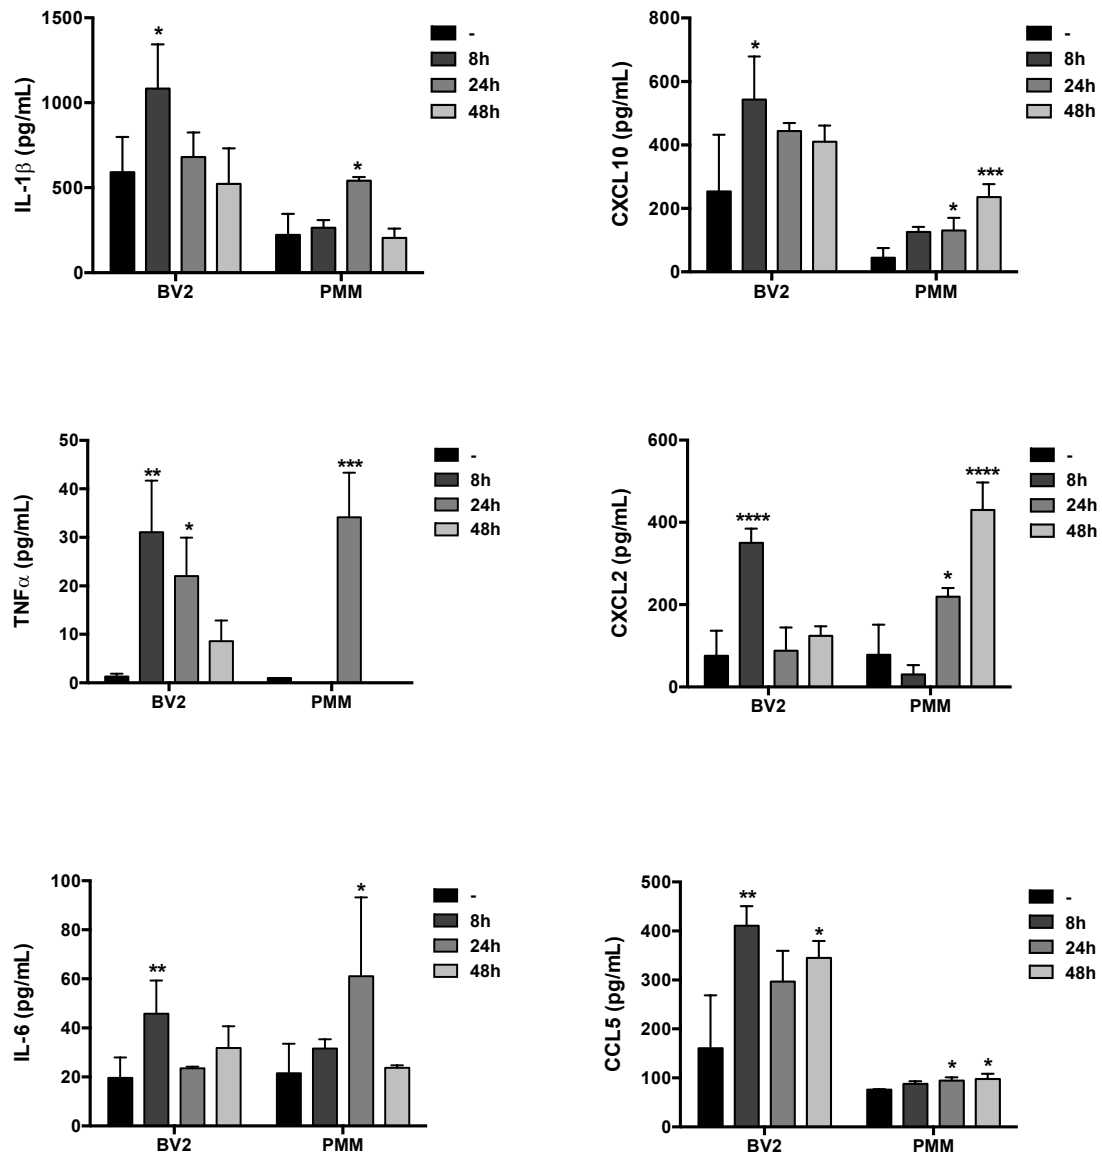 IL-1β (pg/mL)
1500
1000
500
0
*
*
BV2
PMM
-
8h
24h
48h
CXCL10 (pg/mL)
800
600
400
200
0
*
*
***
BV2
PMM
-
8h
24h
48h
TNFα (pg/mL)
50
40
30
20
10
0
**
*
***
BV2
PMM
-
8h
24h
48h
CXCL2 (pg/mL)
600
400
200
0
****
*
****
BV2
PMM
-
8h
24h
48h
IL-6 (pg/mL)
100
80
60
40
20
0
**
*
BV2
PMM
-
8h
24h
48h
CCL5 (pg/mL)
500
400
300
200
100
0
**
*
*
*
BV2
PMM
-
8h
24h
48h